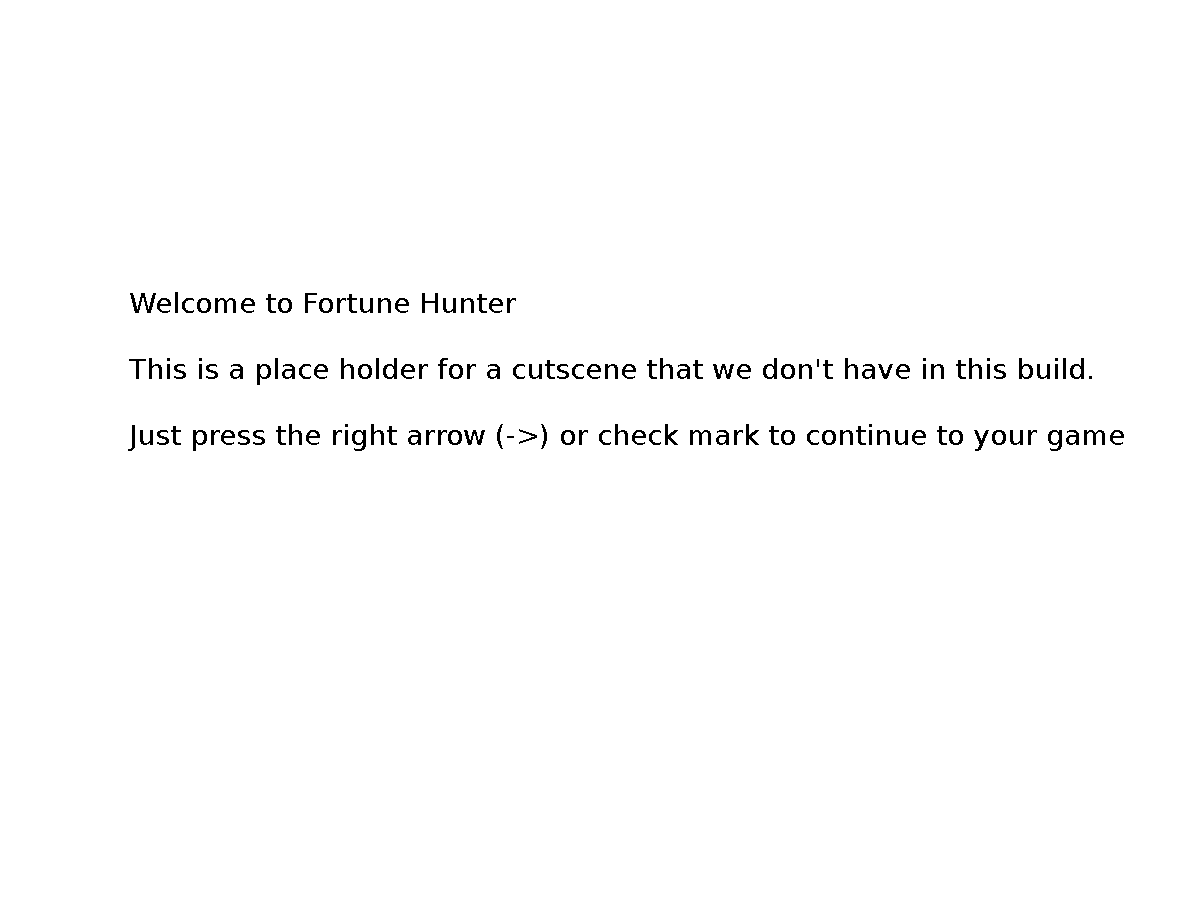 Welcome to Fortune Hunter
This is a place holder for a cutscene that we don't have in this build.
Just press the right arrow (->) or check mark to continue to your game